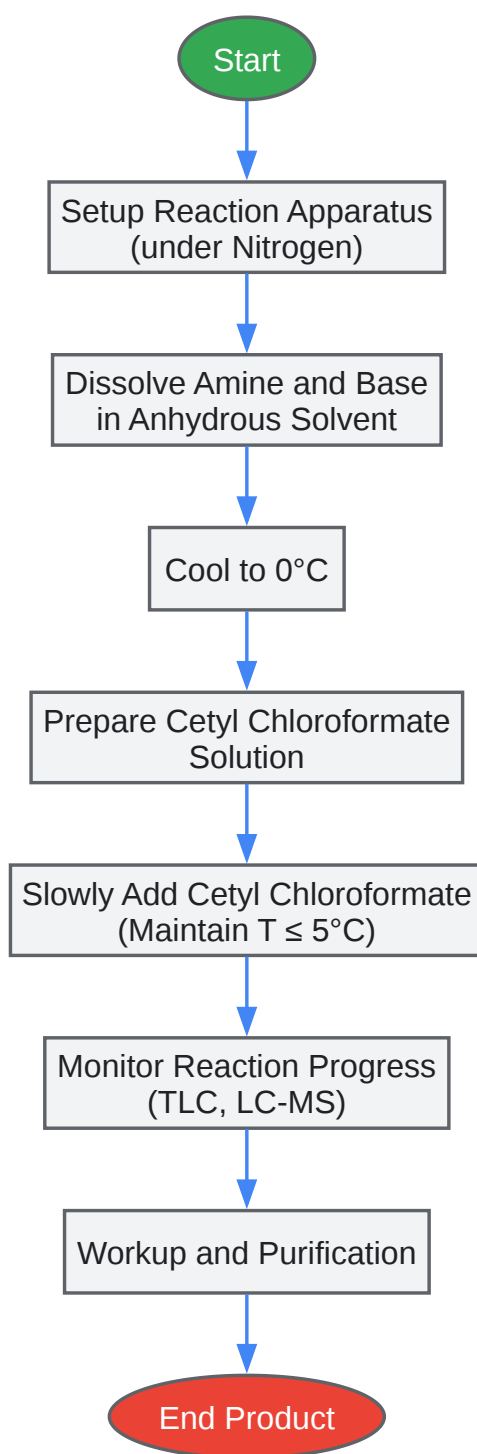 Start
Setup Reaction Apparatus
(under Nitrogen)
Dissolve Amine and Base
in Anhydrous Solvent
Cool to 0°C
Prepare Cetyl Chloroformate
Solution
Slowly Add Cetyl Chloroformate
(Maintain T ≤ 5°C)
Monitor Reaction Progress
(TLC, LC-MS)
Workup and Purification
End Product